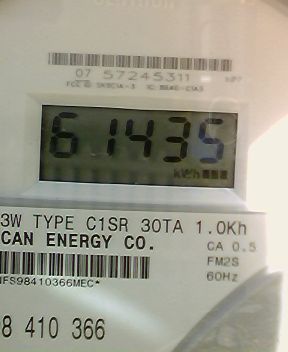 07 57245311
61435
kWh
3W TYPE C1SR 30TA 1.0Kh
CAN ENERGY CO.
CA 0.5
FM2S
60Hz
8 410 366